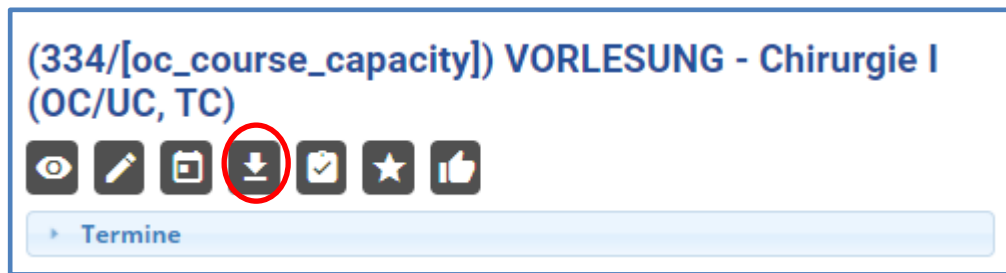 (334/[oc_course_capacity]) VORLESUNG - Chirurgie I
(OC/UC, TC)
Termine